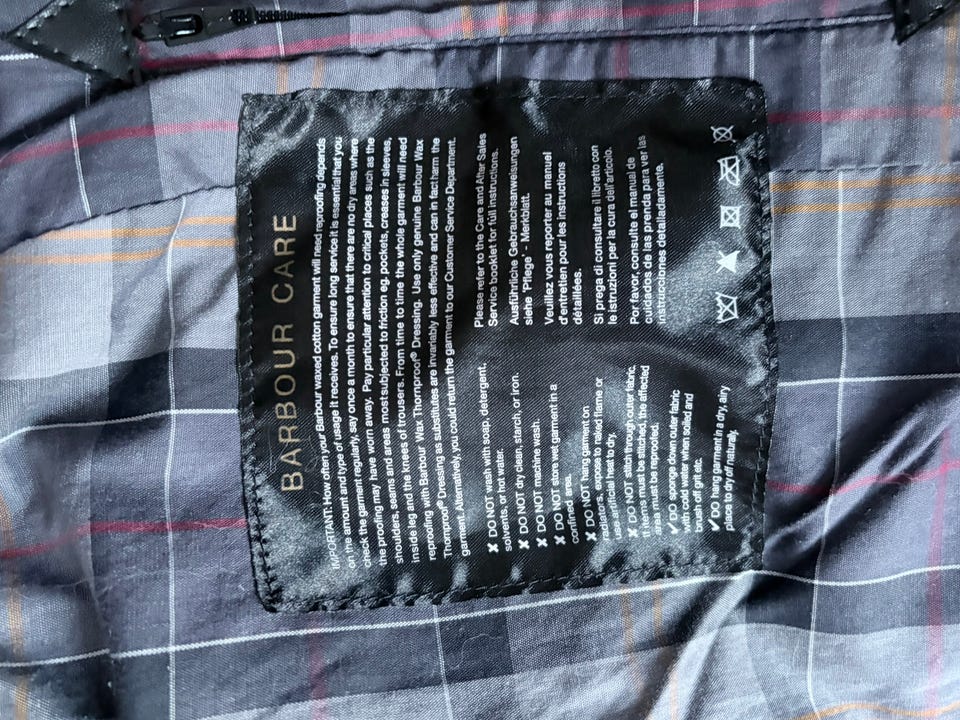 BARBOUR CARE
IMPORTANT: How often your Barbour waxed cotton garment will need reproofing depends
on the amount and type of usage it receives. To ensure long service it is essential that you
check the garment regularly, say once a month to ensure that there are no dry areas where
the proofing may have worn away. Pay particular attention to critical places such as the
shoulders, seams and areas most subjected to friction eg. pockets, creases in sleeves,
inside leg and the knees of trousers. From time to time the whole garment will need
reproofing with Barbour Wax Thornproof® Dressing. Use only genuine Barbour Wax
Thornproof® Dressing as substitutes are invariably less effective and can in fact harm the
garment. Alternatively, you could return the garment to our Customer Service Department.
✘ DO NOT wash with soap, detergent,
solvents, or hot water.
✘ DO NOT dry clean, starch, or iron.
✘ DO NOT machine wash.
✘ DO NOT store wet garment in a
confined area.
✘ DO NOT hang garment on
radiators, expose to naked flame or
use artificial heat to dry.
✘ DO NOT stitch through outer fabric.
If items must be stitched, the affected
area must be reproofed.
✔ DO sponge down outer fabric
with cold water when soiled and
brush off grit etc.
✔ DO hang garment in a dry, airy
place to dry off naturally.
Please refer to the Care and After Sales
Service booklet for full instructions.
Ausführliche Gebrauchsanweisungen
siehe 'Pflege' - Merkblatt.
Veuillez vous reporter au manuel
d'entretien pour les instructions
détaillées.
Si prega di consultare il libretto con
le istruzioni per la cura dell'articolo.
Por favor, consulte el manual de
cuidados de las prenda para ver las
instrucciones detalladamente.